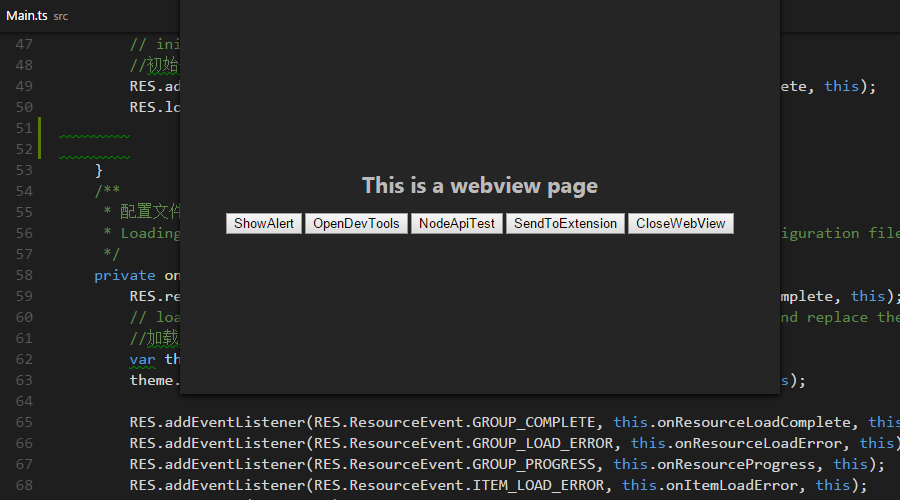 Main.ts src
47 // ini
48 //初始
49 RES.ad ete, this);
50 RES.lo
51
52
53 }
54 /**
55 * 配置文件
56 * Loading iguration file
57 */
58 private on
59 RES.re mplete, this);
60 // loa nd replace the
61 //加载
62 var th
63 theme. s);
64
65 RES.addEventListener(RES.ResourceEvent.GROUP_COMPLETE, this.onResourceLoadComplete, this
66 RES.addEventListener(RES.ResourceEvent.GROUP_LOAD_ERROR, this.onResourceLoadError, this)
67 RES.addEventListener(RES.ResourceEvent.GROUP_PROGRESS, this.onResourceProgress, this);
68 RES.addEventListener(RES.ResourceEvent.ITEM_LOAD_ERROR, this.onItemLoadError, this);
This is a webview page
ShowAlert OpenDevTools NodeApiTest SendToExtension CloseWebView